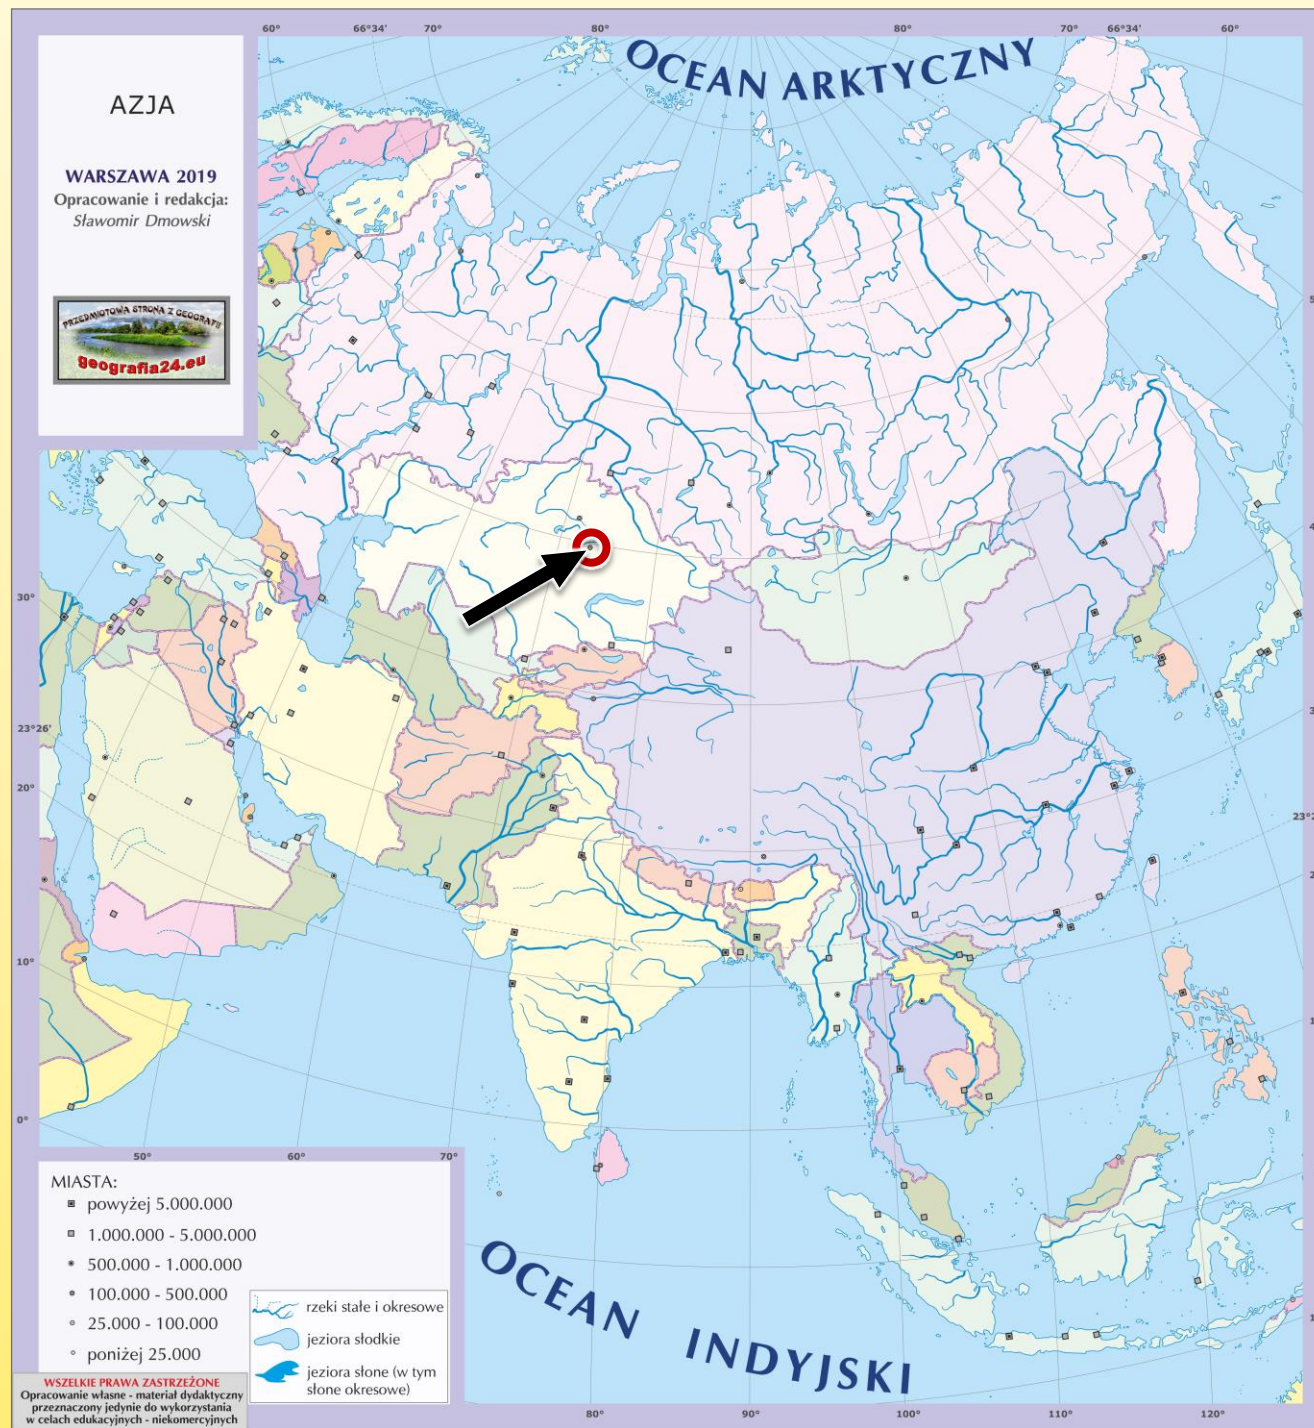 60°
66°34'
70°
80°
80°
70°
66°34'
60°
OCEAN ARKTYCZNY
AZJA
WARSZAWA 2019
Opracowanie i redakcja:
Sławomir Dmowski
PRZEDMIOTOWA STRONA Z GEOGRAFII
geografia24.eu
30°
23°26'
20°
10°
0°
50°
60°
70°
MIASTA:
powyżej 5.000.000
1.000.000 - 5.000.000
500.000 - 1.000.000
100.000 - 500.000
25.000 - 100.000
poniżej 25.000
rzeki stałe i okresowe
jeziora słodkie
jeziora słone (w tym
słone okresowe)
OCEAN INDYJSKI
WSZELKIE PRAWA ZASTRZEŻONE
Opracowanie własne - materiał dydaktyczny
przeznaczony jedynie do wykorzystania
w celach edukacyjnych - niekomercyjnych
80°
90°
100°
110°
120°